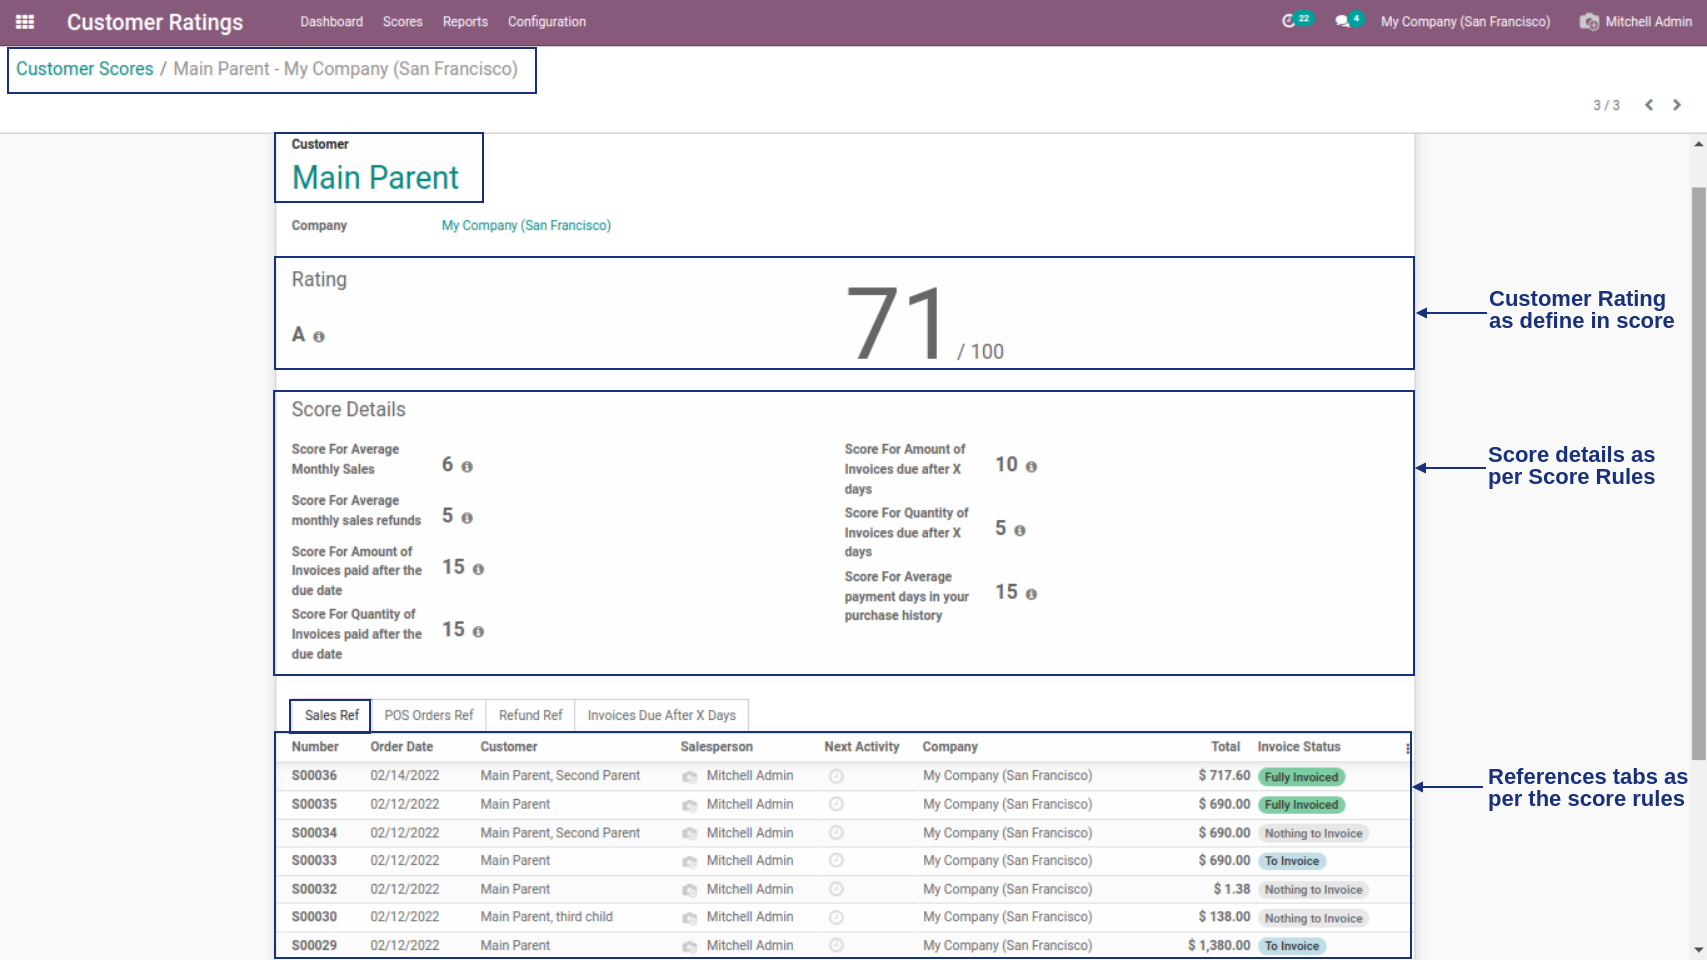 Customer Ratings Dashboard Scores Reports Configuration 22 4 My Company (San Francisco) Mitchell Admin
Customer Scores / Main Parent - My Company (San Francisco)
3 / 3
Customer
Main Parent
Company My Company (San Francisco)
Rating
A
71 / 100
Customer Rating
as define in score
Score Details
Score For Average
Monthly Sales
6
Score For Average
monthly sales refunds
5
Score For Amount of
Invoices paid after the
due date
15
Score For Quantity of
Invoices paid after the
due date
15
Score For Amount of
Invoices due after X
days
10
Score For Quantity of
Invoices due after X
days
5
Score For Average
payment days in your
purchase history
15
Score details as
per Score Rules
Sales Ref POS Orders Ref Refund Ref Invoices Due After X Days
Number Order Date Customer Salesperson Next Activity Company Total Invoice Status
S00036 02/14/2022 Main Parent, Second Parent Mitchell Admin My Company (San Francisco) $ 717.60 Fully Invoiced
S00035 02/12/2022 Main Parent Mitchell Admin My Company (San Francisco) $ 690.00 Fully Invoiced
S00034 02/12/2022 Main Parent, Second Parent Mitchell Admin My Company (San Francisco) $ 690.00 Nothing to Invoice
S00033 02/12/2022 Main Parent Mitchell Admin My Company (San Francisco) $ 690.00 To Invoice
S00032 02/12/2022 Main Parent Mitchell Admin My Company (San Francisco) $ 1.38 Nothing to Invoice
S00030 02/12/2022 Main Parent, third child Mitchell Admin My Company (San Francisco) $ 138.00 Nothing to Invoice
S00029 02/12/2022 Main Parent Mitchell Admin My Company (San Francisco) $ 1,380.00 To Invoice
References tabs as
per the score rules